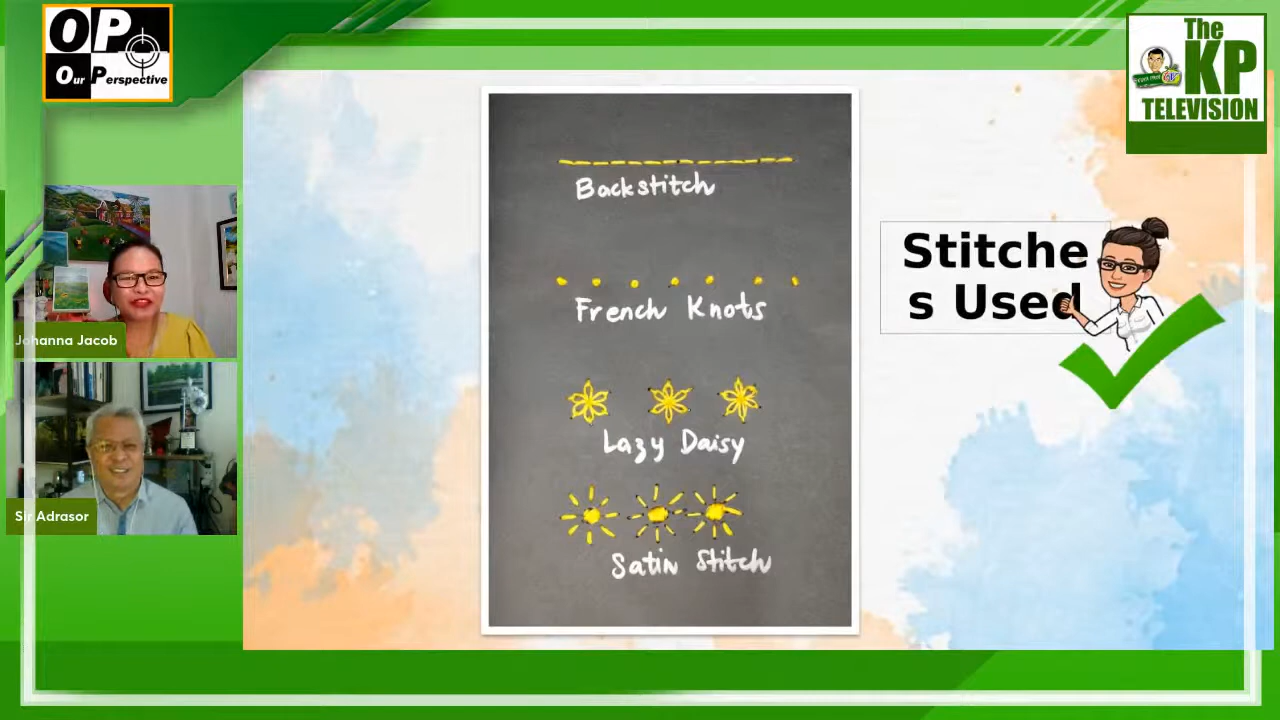 OP
Our Perspective
The
KP
TELEVISION
Johanna Jacob
Sir Adrasor
Backstitch
French Knots
Lazy Daisy
Satin Stitch
Stitche
s Used